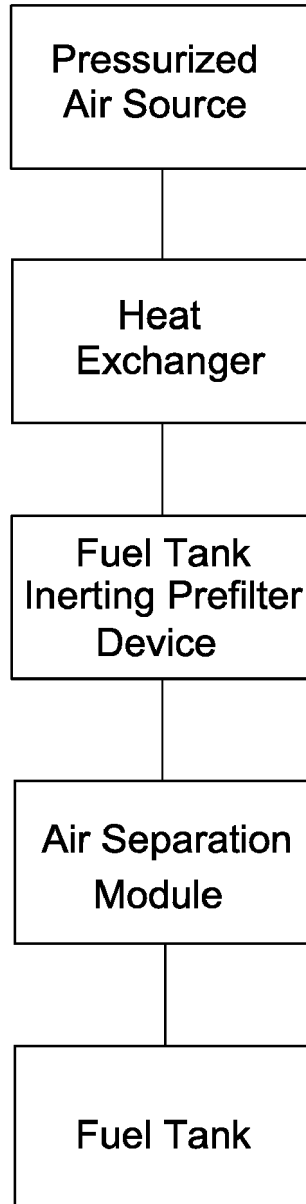 Pressurized
Air Source
Heat
Exchanger
Fuel Tank
Inerting Prefilter
Device
Air Separation
Module
Fuel Tank